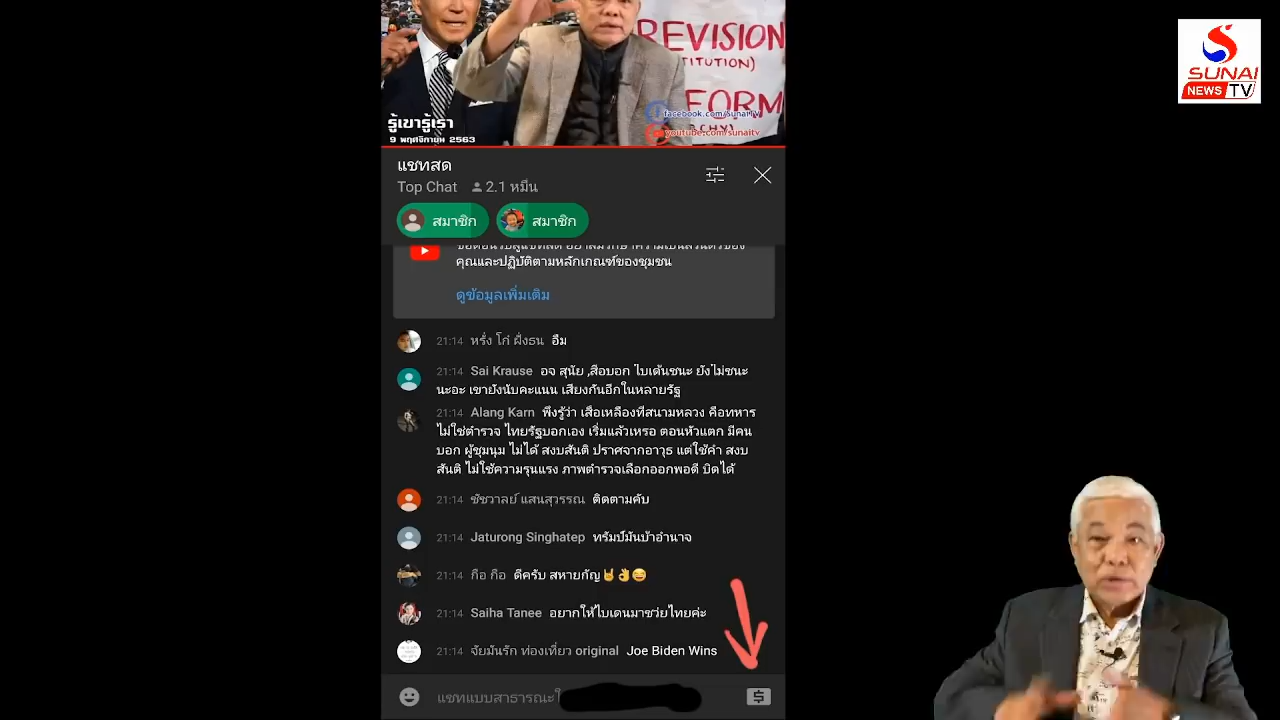 REVISION
TITUTION)
FORM
รู้เขารู้เรา
9 พฤศจิกายน 2563
facebook.com/SunaiTV
youtube.com/sunaitv
SUNAI
NEWS TV
แชทสด
Top Chat 2.1 หมื่น
สมาชิก สมาชิก
คุณและปฏิบัติตามหลักเกณฑ์ของชุมชน
ดูข้อมูลเพิ่มเติม
21:14 หรั่ง โก๋ ฝั่งธน อืม
21:14 Sai Krause อจ สุนัย ,สื่อบอก ไบเด้นชนะ ยังไม่ชนะ
นะอะ เขายังนับคะแนน เสียงกันอีกในหลายรัฐ
21:14 Alang Karn พึงรู้ว่า เสื้อเหลืองที่สนามหลวง คือทหาร
ไม่ใช่ตำรวจ ไทยรัฐบอกเอง เริ่มแล้วเหรอ ตอนหัวแตก มีคน
บอก ผู้ชุมนุม ไม่ได้ สงบสันติ ปราศจากอาวุธ แต่ใช้คำ สงบ
สันติ ไม่ใช้ความรุนแรง ภาพตำรวจเลือกออกพอดี บิดได้
21:14 ชัชวาลย์ แสนสุวรรณ ติดตามคับ
21:14 Jaturong Singhatep ทรัมป์มันบ้าอำนาจ
21:14 ก๊อ ก๊อ ดีครับ สหายกัญ🤘👌😅
21:14 Saiha Tanee อยากให้ไบเดนมาช่วยไทยค่ะ
21:14 จัยมันรัก ท่องเที่ยว original Joe Biden Wins
แชทแบบสาธารณะใ